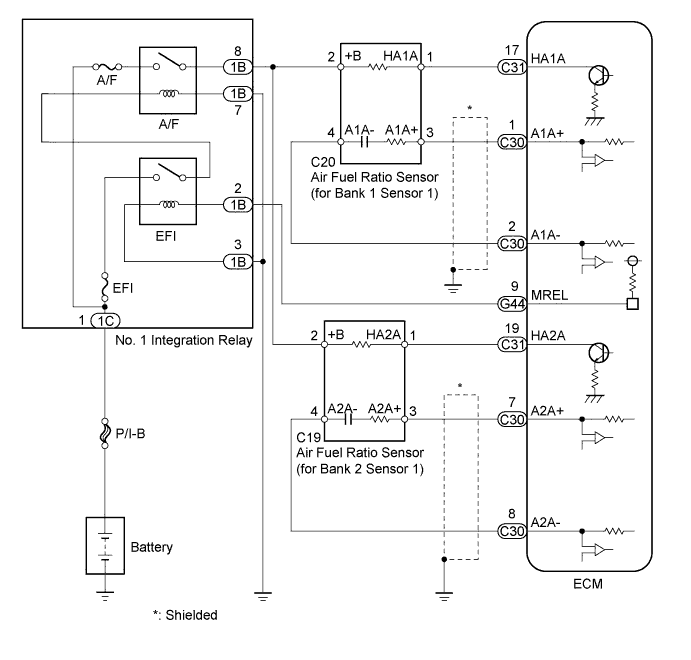 8
1B
A/F
A/F
1B
7
EFI
2
1B
3
1B
EFI
1 1C
No. 1 Integration Relay
P/I-B
Battery
*: Shielded
2 +B HA1A 1
4 A1A- A1A+ 3
C20
Air Fuel Ratio Sensor
(for Bank 1 Sensor 1)
*
2 +B HA2A 1
4 A2A- A2A+ 3
C19
Air Fuel Ratio Sensor
(for Bank 2 Sensor 1)
*
17
C31 HA1A
1
C30 A1A+
2
C30 A1A-
9
G44 MREL
19
C31 HA2A
7
C30 A2A+
8
C30 A2A-
ECM